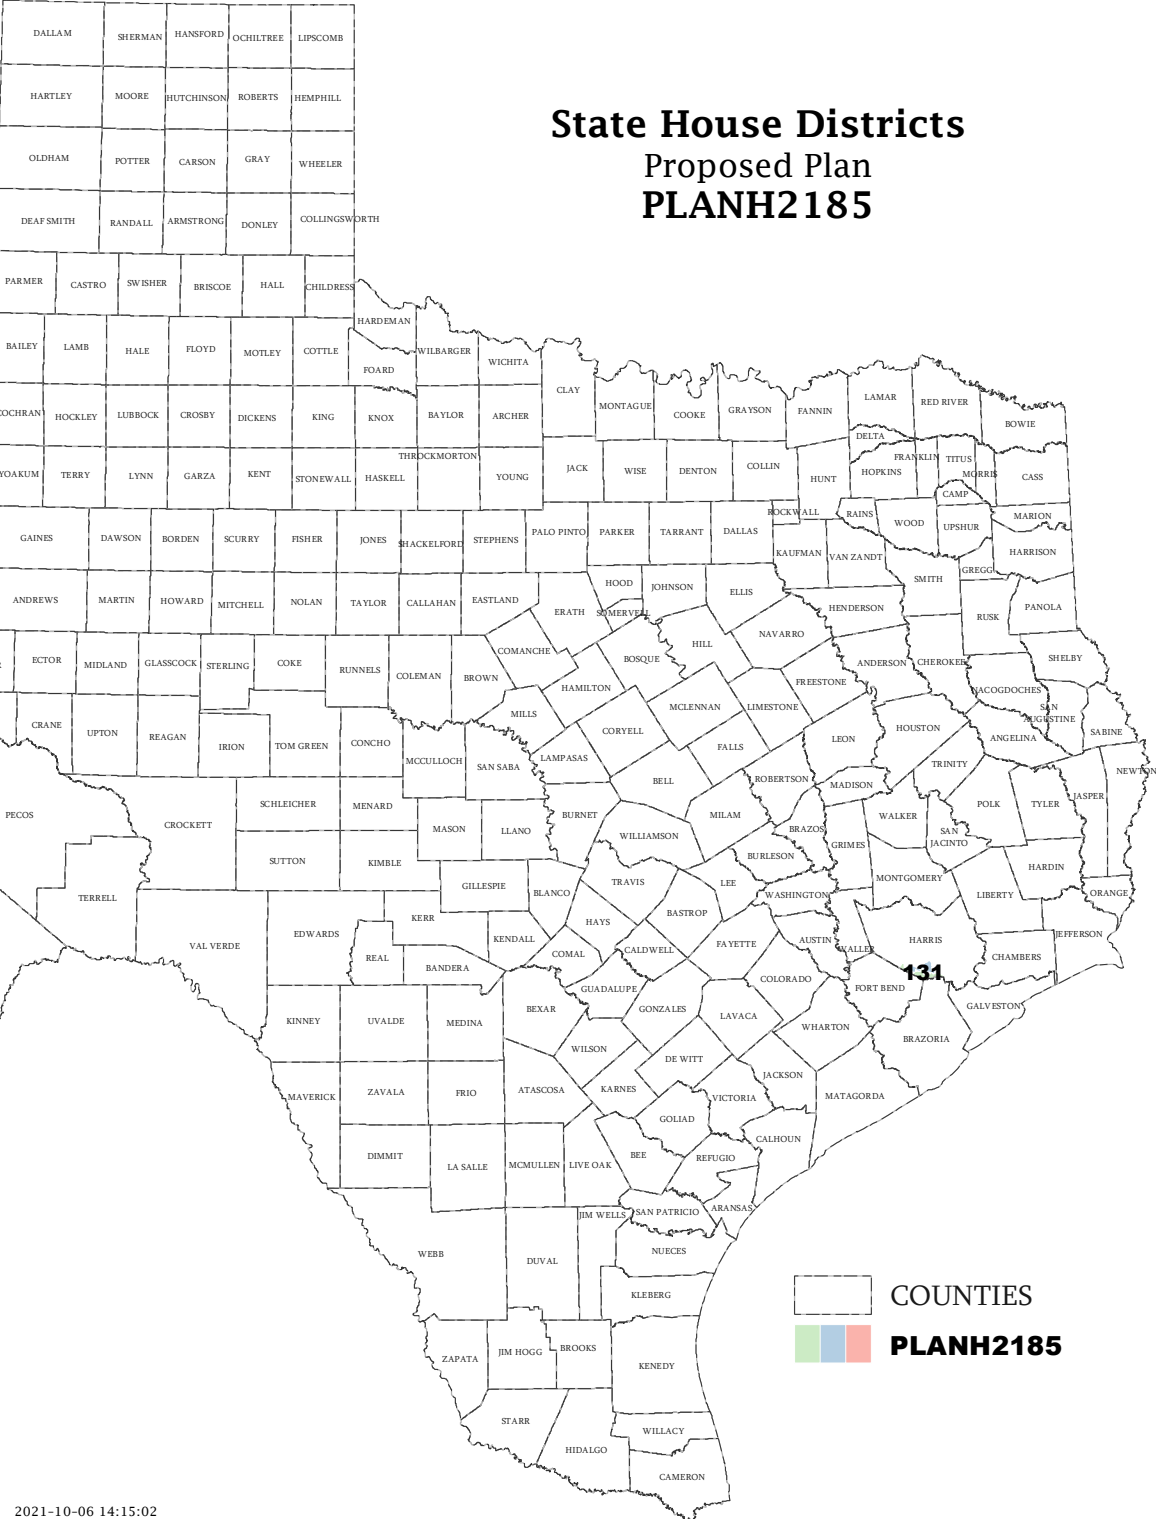 State House Districts
Proposed Plan
PLANH2185
DALLAM
SHERMAN
HANSFORD
OCHILTREE
LIPSCOMB
HARTLEY
MOORE
HUTCHINSON
ROBERTS
HEMPHILL
OLDHAM
POTTER
CARSON
GRAY
WHEELER
DEAF SMITH
RANDALL
ARMSTRONG
DONLEY
COLLINGSWORTH
PARMER
CASTRO
SWISHER
BRISCOE
HALL
CHILDRESS
HARDEMAN
BAILEY
LAMB
HALE
FLOYD
MOTLEY
COTTLE
FOARD
WILBARGER
WICHITA
CLAY
MONTAGUE
COOKE
GRAYSON
FANNIN
LAMAR
RED RIVER
BOWIE
COCHRAN
HOCKLEY
LUBBOCK
CROSBY
DICKENS
KING
KNOX
BAYLOR
ARCHER
DELTA
THROCKMORTON
FRANKLIN
TITUS
MORRIS
CASS
YOAKUM
TERRY
LYNN
GARZA
KENT
STONEWALL
HASKELL
YOUNG
JACK
WISE
DENTON
COLLIN
HUNT
HOPKINS
CAMP
ROCKWALL
RAINS
WOOD
UPSHUR
MARION
GAINES
DAWSON
BORDEN
SCURRY
FISHER
JONES
SHACKELFORD
STEPHENS
PALO PINTO
PARKER
TARRANT
DALLAS
KAUFMAN
VAN ZANDT
HARRISON
GREGG
SMITH
ANDREWS
MARTIN
HOWARD
MITCHELL
NOLAN
TAYLOR
CALLAHAN
EASTLAND
ERATH
HOOD
SOMERVELL
JOHNSON
ELLIS
HENDERSON
RUSK
PANOLA
ECTOR
MIDLAND
GLASSCOCK
STERLING
COKE
RUNNELS
COLEMAN
BROWN
COMANCHE
HAMILTON
BOSQUE
HILL
NAVARRO
FREESTONE
ANDERSON
CHEROKEE
SHELBY
NACOGDOCHES
SAN
AUGUSTINE
SABINE
CRANE
UPTON
REAGAN
IRION
TOM GREEN
CONCHO
MCCULLOCH
SAN SABA
MILLS
LAMPASAS
CORYELL
MCLENNAN
LIMESTONE
FALLS
LEON
HOUSTON
ANGELINA
TRINITY
NEWTON
PECOS
CROCKETT
SCHLEICHER
MENARD
MASON
LLANO
BURNET
BELL
MILAM
ROBERTSON
MADISON
BRAZOS
GRIMES
WALKER
SAN
JACINTO
POLK
TYLER
JASPER
TERRELL
SUTTON
KIMBLE
GILLESPIE
BLANCO
WILLIAMSON
TRAVIS
LEE
BURLESON
WASHINGTON
MONTGOMERY
LIBERTY
HARDIN
ORANGE
VAL VERDE
EDWARDS
KERR
REAL
BANDERA
KENDALL
COMAL
HAYS
CALDWELL
BASTROP
FAYETTE
AUSTIN
WALLER
HARRIS
131
CHAMBERS
JEFFERSON
KINNEY
UVALDE
MEDINA
BEXAR
GUADALUPE
GONZALES
LAVACA
COLORADO
WHARTON
FORT BEND
GALVESTON
BRAZORIA
MAVERICK
ZAVALA
FRIO
ATASCOSA
WILSON
KARNES
DE WITT
VICTORIA
JACKSON
MATAGORDA
DIMMIT
LA SALLE
MCMULLEN
LIVE OAK
BEE
GOLIAD
REFUGIO
CALHOUN
ARANSAS
WEBB
DUVAL
JIM WELLS
SAN PATRICIO
NUECES
KLEBERG
ZAPATA
JIM HOGG
BROOKS
KENEDY
STARR
HIDALGO
WILLACY
CAMERON
COUNTIES
PLANH2185
2021-10-06 14:15:02